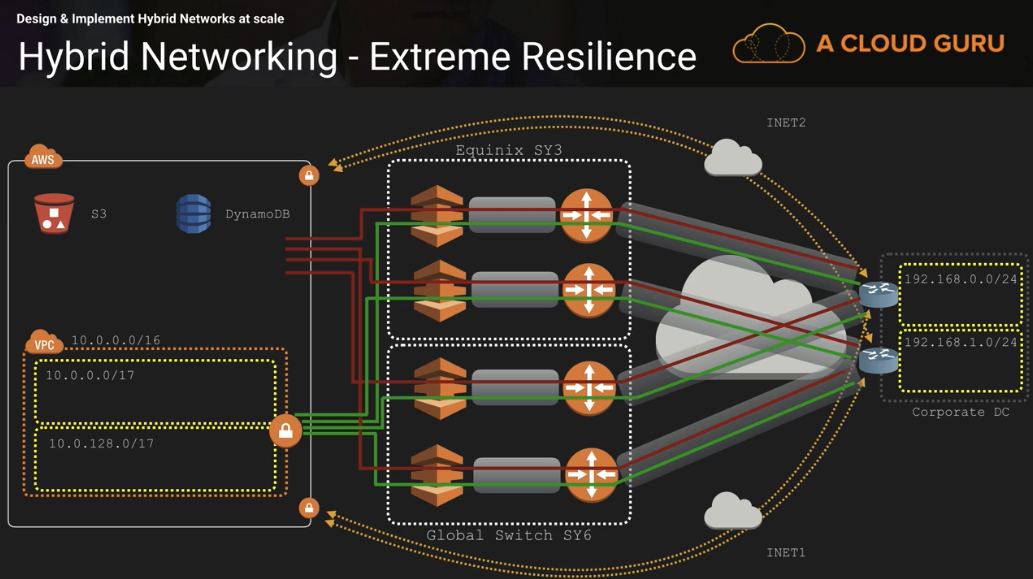 Design & Implement Hybrid Networks at scale
Hybrid Networking - Extreme Resilience
A CLOUD GURU
INET2
Equinix SY3
AWS
S3
DynamoDB
192.168.0.0/24
VPC
10.0.0.0/16
192.168.1.0/24
10.0.0.0/17
Corporate DC
10.0.128.0/17
Global Switch SY6
INET1